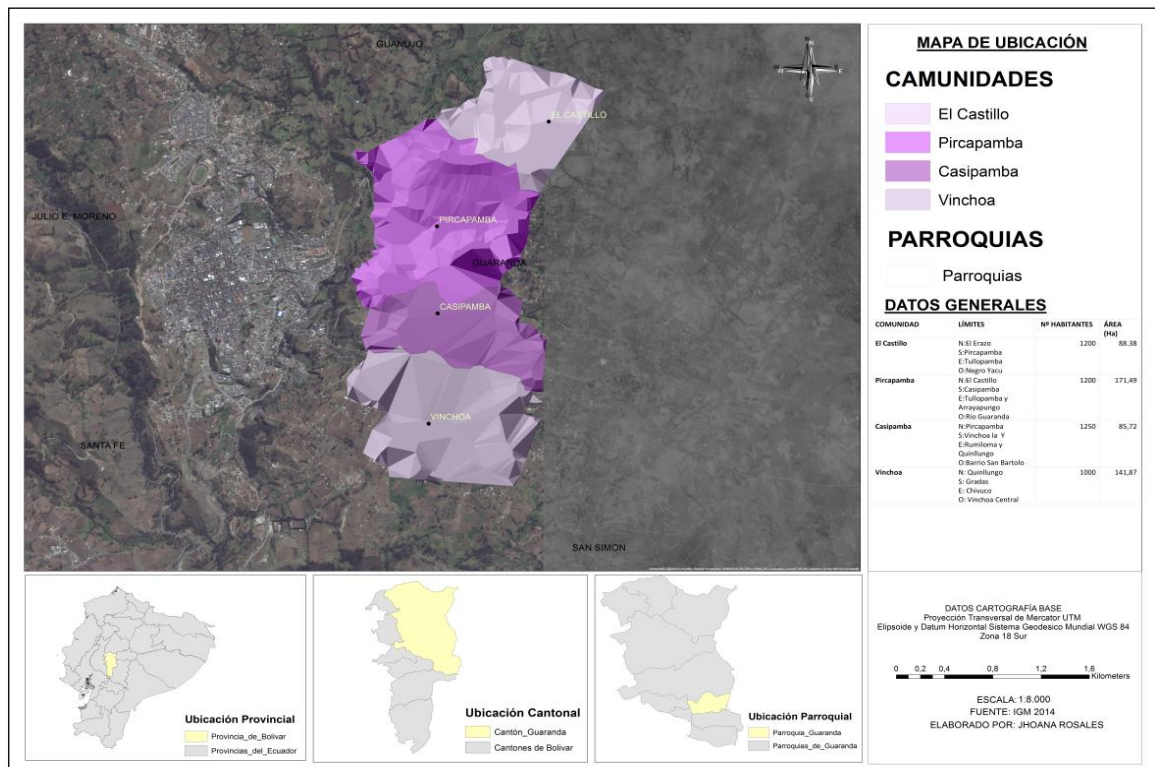 GUANUJO
EL CASTILLO
JULIO E. MORENO
PIRCAPAMBA
GUARANDA
CASIPAMBA
VINCHOA
SANTA FE
SAN SIMON
N
W E
S
MAPA DE UBICACIÓN
CAMUNIDADES
El Castillo
Pircapamba
Casipamba
Vinchoa
PARROQUIAS
Parroquias
DATOS GENERALES
COMUNIDAD LÍMITES Nº HABITANTES ÁREA (Ha)
El Castillo N:El Erazo 1200 88,38
S:Pircapamba
E:Tullopamba
O:Negro Yacu
Pircapamba N:El Castillo 1200 171,49
S:Casipamba
E:Tullopamba y
Arrayapungo
O:Rio Guaranda
Casipamba N:Pircapamba 1250 85,72
S:Vinchoa la Y
E:Rumiloma y
Quinllungo
O:Barrio San Bartolo
Vinchoa N: Quinllungo 1000 141,87
S: Gradas
E: Chivuco
O: Vinchoa Central
Ubicación Provincial
Provincia_de_Bolivar
Provincias_del_Ecuador
Ubicación Cantonal
Cantón_Guaranda
Cantones de Bolivar
Ubicación Parroquial
Parroquia_Guaranda
Parroquias_de_Guaranda
DATOS CARTOGRAFÍA BASE
Proyección Transversal de Mercator UTM
Elipsoide y Datum Horizontal Sistema Geodesico Mundial WGS 84
Zona 18 Sur
0 0,2 0,4 0,8 1,2 1,6
Kilometers
ESCALA: 1:8.000
FUENTE: IGM 2014
ELABORADO POR: JHOANA ROSALES